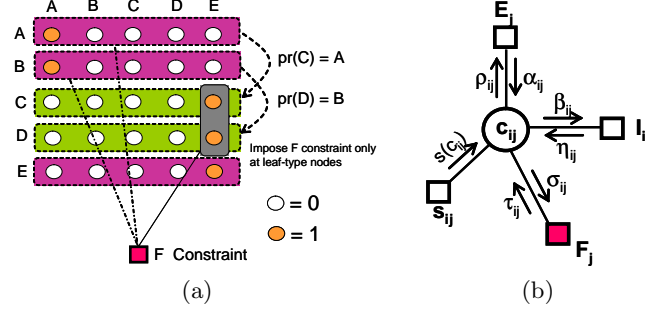 A B C D E
A
B
C
D
E
pr(C) = A
pr(D) = B
Impose F constraint only
at leaf-type nodes
= 0
= 1
F Constraint
(a)
E_j
ρ_ij α_ij
β_ij
c_ij
I_i
η_ij
s(c_ij)
s_ij
σ_ij
τ_ij
F_j
(b)